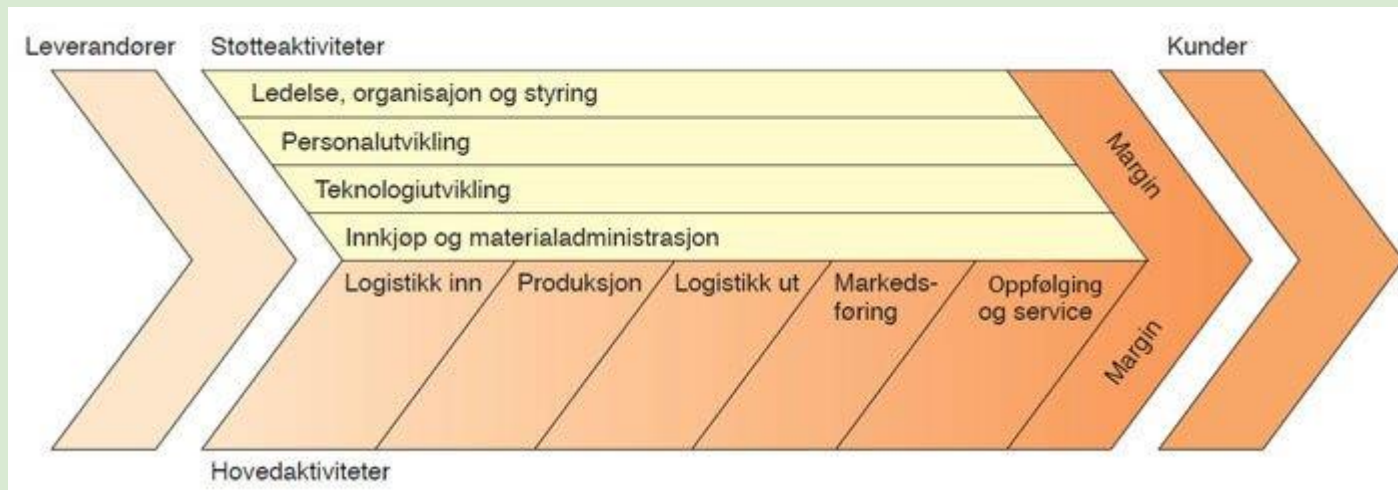 Leverandører
Støtteaktiviteter
Kunder
Ledelse, organisajon og styring
Personalutvikling
Teknologiutvikling
Innkjøp og materialadministrasjon
Margin
Logistikk inn
Produksjon
Logistikk ut
Markeds-
føring
Oppfølging
og service
Margin
Hovedaktiviteter